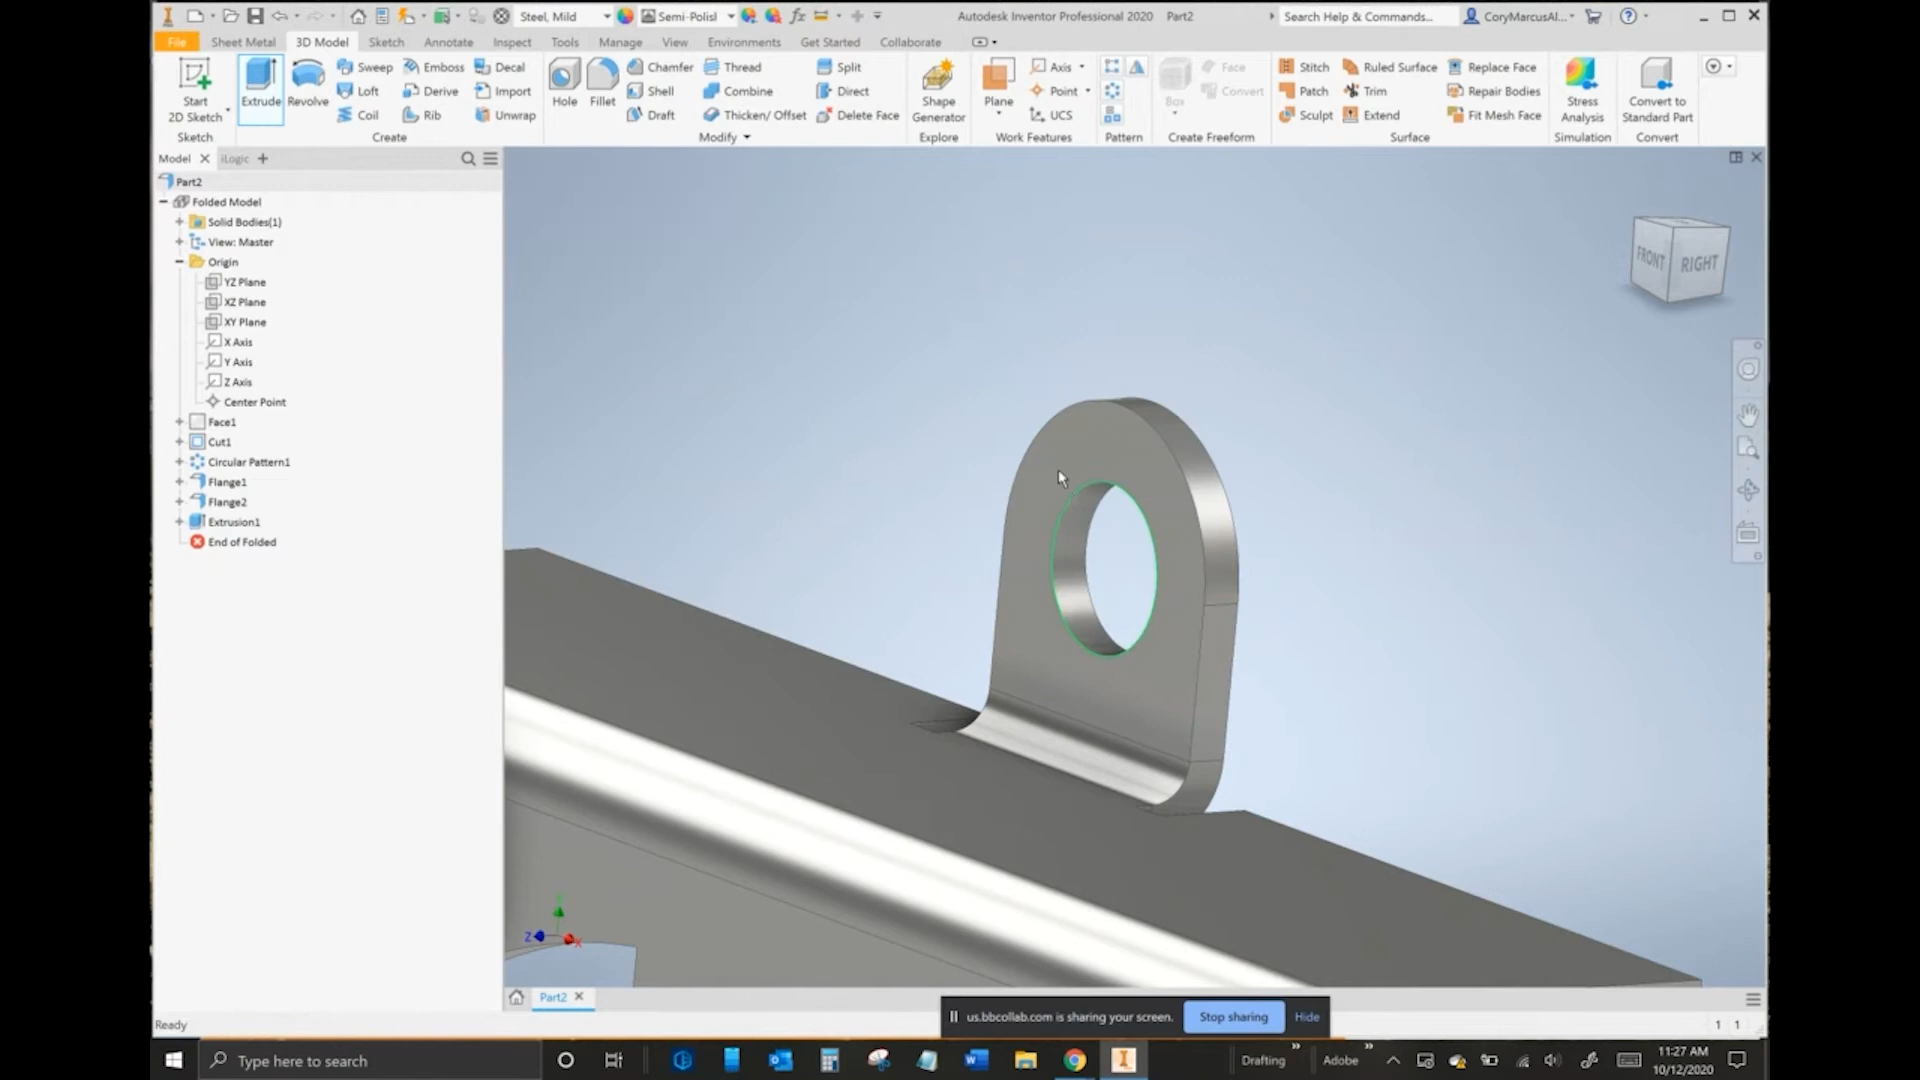 Steel, Mild
Semi-Polisl
Autodesk Inventor Professional 2020 Part2
Search Help & Commands...
CoryMarcusAl...
File Sheet Metal 3D Model Sketch Annotate Inspect Tools Manage View Environments Get Started Collaborate
Start 2D Sketch
Extrude
Revolve
Sweep
Loft
Coil
Emboss
Derive
Rib
Decal
Import
Unwrap
Hole
Fillet
Chamfer
Shell
Draft
Thread
Combine
Thicken/ Offset
Split
Direct
Delete Face
Shape Generator
Plane
Axis
Point
UCS
Box
Face
Convert
Stitch
Patch
Sculpt
Ruled Surface
Trim
Extend
Replace Face
Repair Bodies
Fit Mesh Face
Stress Analysis
Convert to Standard Part
Sketch Create Modify Explore Work Features Pattern Create Freeform Surface Simulation Convert
Model iLogic
Part2
Folded Model
Solid Bodies(1)
View: Master
Origin
YZ Plane
XZ Plane
XY Plane
X Axis
Y Axis
Z Axis
Center Point
Face1
Cut1
Circular Pattern1
Flange1
Flange2
Extrusion1
End of Folded
FRONT RIGHT
Z
X
Part2
us.bbcollab.com is sharing your screen. Stop sharing Hide
Ready
1 1
Type here to search
Drafting
Adobe
11:27 AM
10/12/2020